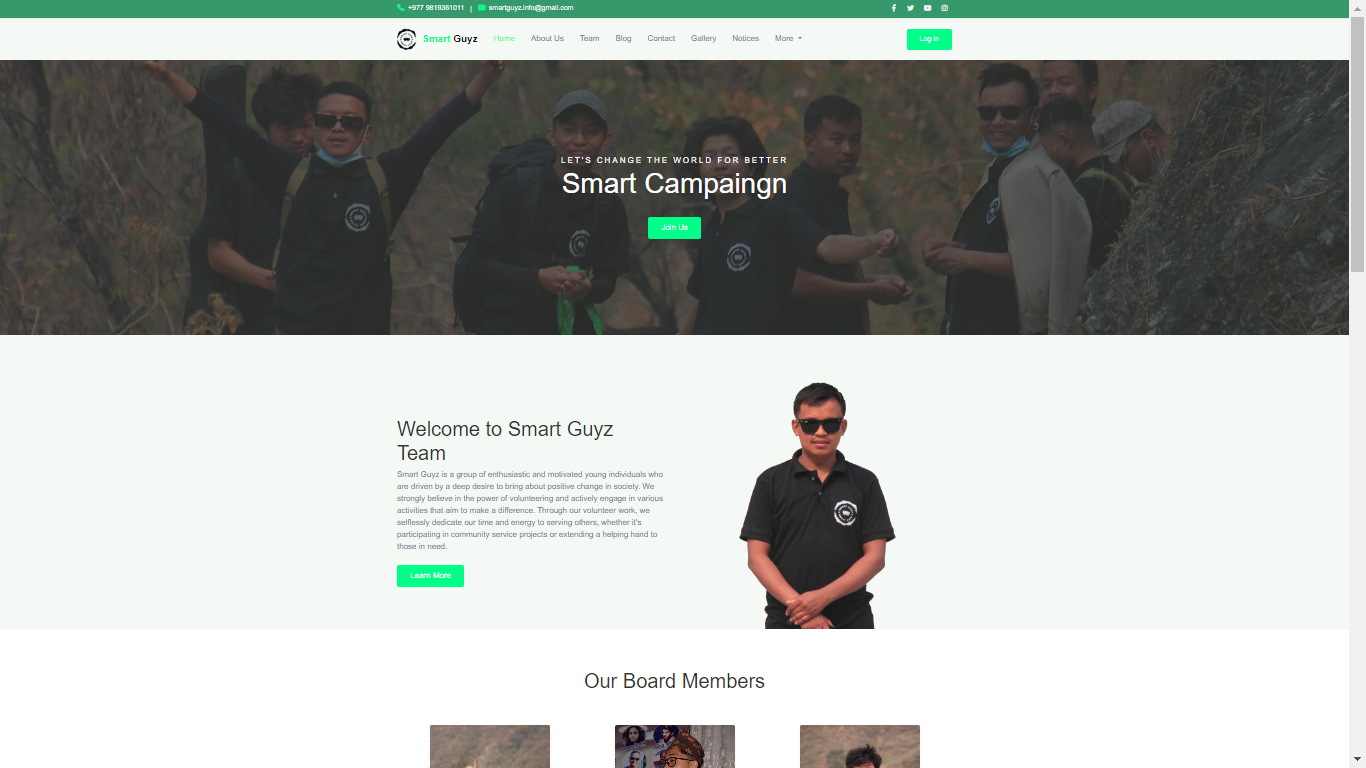 +977 9819361011 | smartguyz.info@gmail.com
Smart Guyz Home About Us Team Blog Contact Gallery Notices More Log In
LET'S CHANGE THE WORLD FOR BETTER
Smart Campaingn
Join Us
Welcome to Smart Guyz
Team
Smart Guyz is a group of enthusiastic and motivated young individuals who
are driven by a deep desire to bring about positive change in society. We
strongly believe in the power of volunteering and actively engage in various
activities that aim to make a difference. Through our volunteer work, we
selflessly dedicate our time and energy to serving others, whether it's
participating in community service projects or extending a helping hand to
those in need.
Learn More
Our Board Members